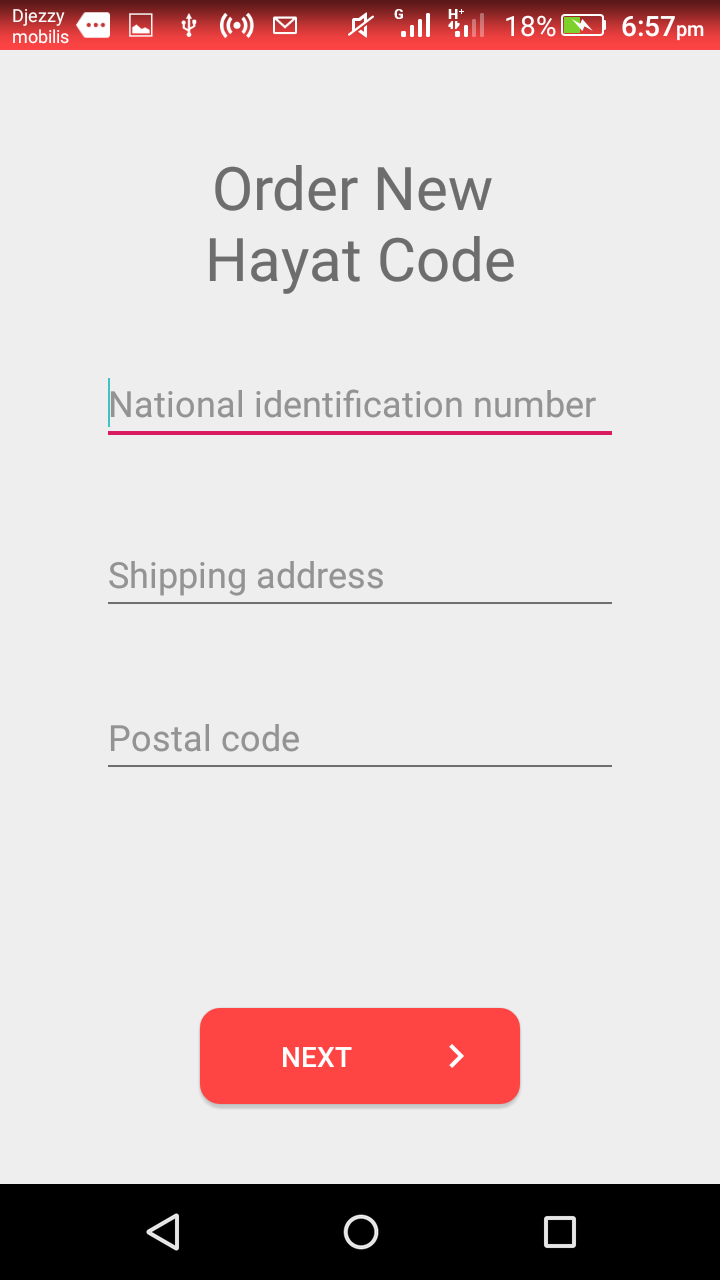 Djezzy
mobilis
G
H+
18%
6:57pm
Order New
Hayat Code
National identification number
Shipping address
Postal code
NEXT